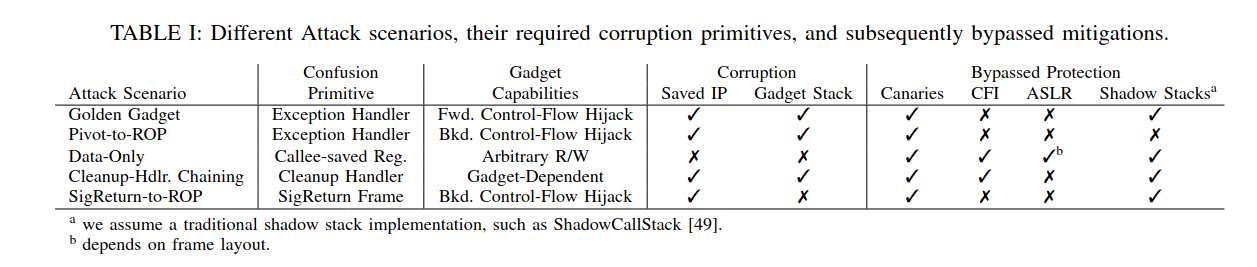 TABLE I: Different Attack scenarios, their required corruption primitives, and subsequently bypassed mitigations.
Confusion Gadget Corruption Bypassed Protection
Attack Scenario Primitive Capabilities Saved IP Gadget Stack Canaries CFI ASLR Shadow Stacksᵃ
Golden Gadget Exception Handler Fwd. Control-Flow Hijack ✓ ✓ ✓ ✗ ✗ ✓
Pivot-to-ROP Exception Handler Bkd. Control-Flow Hijack ✓ ✓ ✓ ✗ ✗ ✗
Data-Only Callee-saved Reg. Arbitrary R/W ✗ ✗ ✓ ✓ ✓ᵇ ✓
Cleanup-Hdlr. Chaining Cleanup Handler Gadget-Dependent ✓ ✓ ✓ ✓ ✗ ✓
SigReturn-to-ROP SigReturn Frame Bkd. Control-Flow Hijack ✓ ✗ ✓ ✗ ✗ ✓
ᵃ we assume a traditional shadow stack implementation, such as ShadowCallStack [49].
ᵇ depends on frame layout.